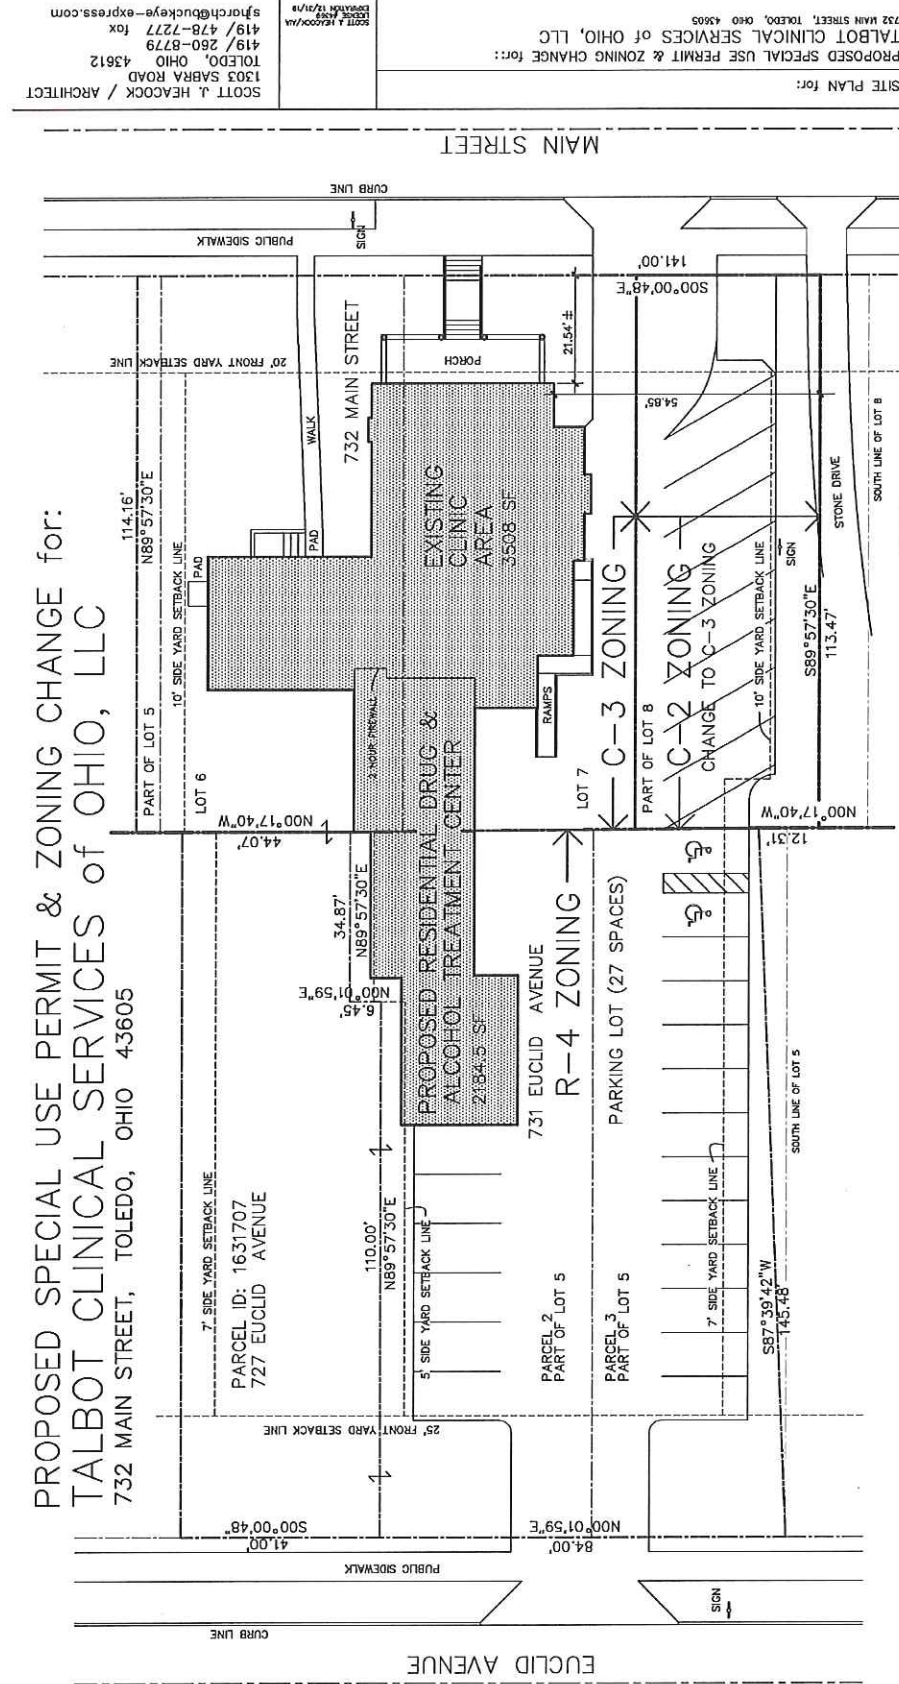 PROPOSED SPECIAL USE PERMIT & ZONING CHANGE for:
TALBOT CLINICAL SERVICES of OHIO, LLC
732 MAIN STREET, TOLEDO, OHIO 43605
SITE PLAN for:
PROPOSED SPECIAL USE PERMIT & ZONING CHANGE for::
TALBOT CLINICAL SERVICES of OHIO, LLC
732 MAIN STREET, TOLEDO, OHIO 43605
SCOTT J. HEACOCK / ARCHITECT
1303 SABRA ROAD
TOLEDO, OHIO 43612
419/ 260-8779
419/ 478-7277 fax
sjharch@buckeye-express.com
SCOTT J HEACOCK/AIA
EXPIRATION 12/31/19
MAIN STREET
CURB LINE
PUBLIC SIDEWALK
SIGN
S00°00'48"E
141.00'
20' FRONT YARD SETBACK LINE
114.16'
N89°57'30"E
PART OF LOT 5
10' SIDE YARD SETBACK LINE
LOT 6
PAD
PAD
WALK
732 MAIN STREET
PORCH
21.54'±
54.85'
EXISTING
CLINIC
AREA
3508 SF
2 HOUR FIREWALL
RAMPS
LOT 7
C-3 ZONING
PART OF LOT 8
C-2 ZONING
CHANGE TO C-3 ZONING
10' SIDE YARD SETBACK LINE
SIGN
STONE DRIVE
SOUTH LINE OF LOT 8
S89°57'30"E
113.47'
N00°17'40"W
44.07'
N00°17'40"W
12.31'
34.87'
N89°57'30"E
N00°01'59"E
6.45'
PROPOSED RESIDENTIAL DRUG &
ALCOHOL TREATMENT CENTER
2184.5 SF
731 EUCLID AVENUE
R-4 ZONING
PARKING LOT (27 SPACES)
7' SIDE YARD SETBACK LINE
PARCEL ID: 1631707
727 EUCLID AVENUE
110.00'
N89°57'30"E
5' SIDE YARD SETBACK LINE
PARCEL 2
PART OF LOT 5
PARCEL 3
PART OF LOT 5
7' SIDE YARD SETBACK LINE
SOUTH LINE OF LOT 5
S87°39'42"W
145.48'
25' FRONT YARD SETBACK LINE
S00°00'48"
41.00'
N00°01'59"E
84.00'
PUBLIC SIDEWALK
SIGN
CURB LINE
EUCLID AVENUE